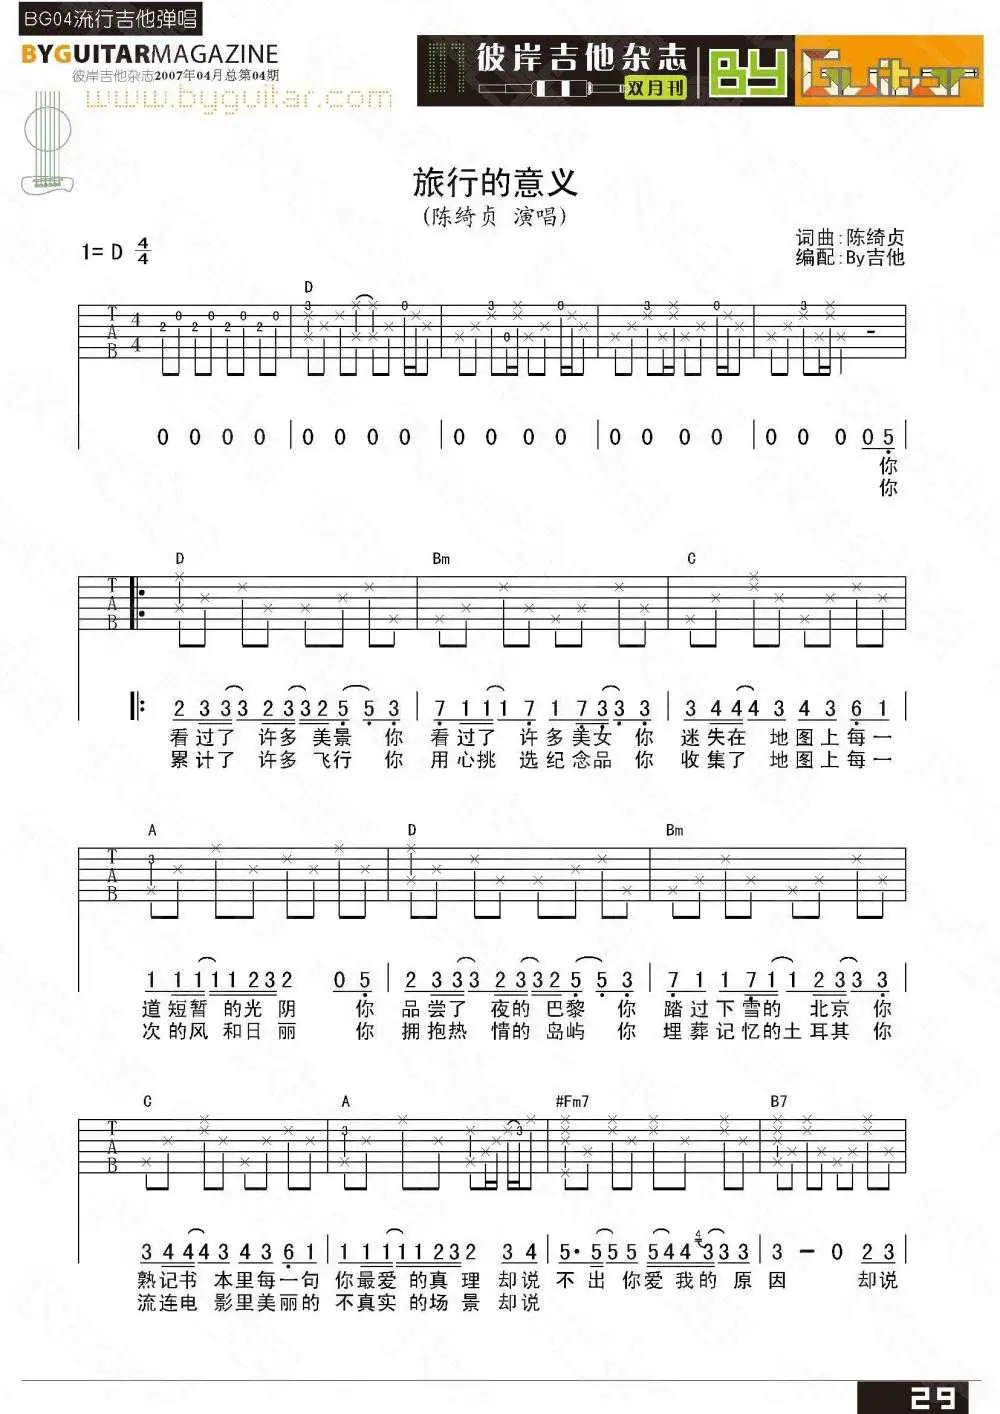 BG04流行吉他弹唱
BYGUITARMAGAZINE
彼岸吉他杂志2007年04月总第04期
www.byguitar.com
彼岸吉他杂志
双月刊
BY
Guitar
旅行的意义
(陈绮贞 演唱)
1= D 4/4
词曲:陈绮贞
编配:By吉他
D
T A B 4 4
0 0 0 0 0 0 0 0 0 0 0 0 0 0 0 0 0 0 0 0 5
你
你
D Bm C
T A B
2 3 3 3 2 3 3 2 5 5 3 7 1 1 1 7 1 7 3 3 3 3 4 4 4 3 4 3 6 1
看过了 许多 美景 你 看过了 许多美女 你 迷失在 地图上每一
累计了 许多 飞行 你 用心挑 选纪念品 你 收集了 地图上每一
A D Bm
T A B
1 1 1 1 1 2 3 2 0 5 2 3 3 3 2 3 3 2 5 5 3 7 1 1 7 1 1 2 3 3 3
道短暂 的光阴 你 品尝了 夜的 巴黎 你 踏过 下雪的 北京 你
次的风 和日 丽 你 拥抱热 情的 岛屿 你 埋葬记忆的土耳其 你
C A #Fm7 B7
T A B
3 4 4 4 3 4 3 6 1 1 1 1 1 1 2 3 2 3 4 5· 5 5 5 5 4 4 3 3 3 3 — 0 2 3
熟记书 本里每一句 你最爱 的真 理 却说 不 出 你爱 我的 原 因 却说
流连电 影里美丽的 不真实 的场 景 却说
29